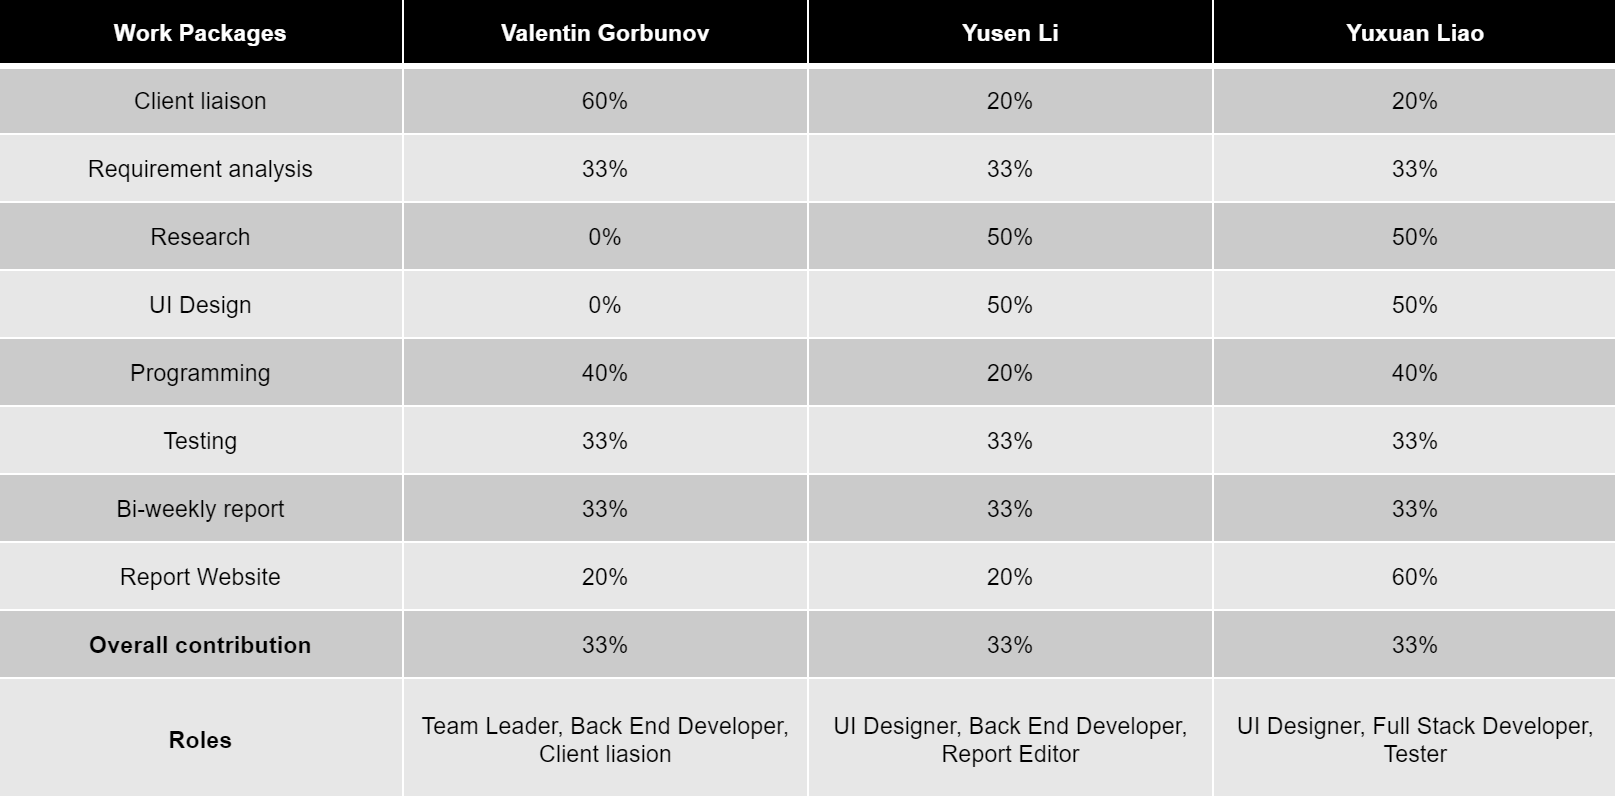 Work Packages Valentin Gorbunov Yusen Li Yuxuan Liao
Client liaison 60% 20% 20%
Requirement analysis 33% 33% 33%
Research 0% 50% 50%
UI Design 0% 50% 50%
Programming 40% 20% 40%
Testing 33% 33% 33%
Bi-weekly report 33% 33% 33%
Report Website 20% 20% 60%
Overall contribution 33% 33% 33%
Roles
Team Leader, Back End Developer,
Client liasion
UI Designer, Back End Developer,
Report Editor
UI Designer, Full Stack Developer,
Tester